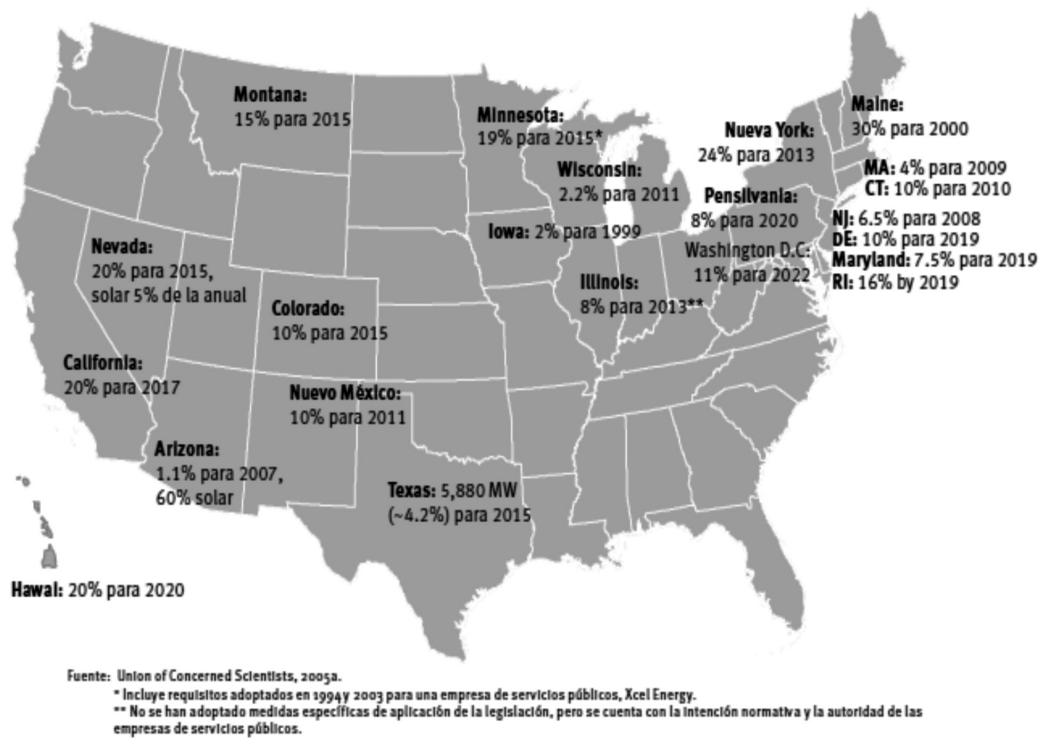 Montana:
15% para 2015
Minnesota:
19% para 2015*
Wisconsin:
2.2% para 2011
Iowa: 2% para 1999
Illinois:
8% para 2013**
Nueva York:
24% para 2013
Pensilvania:
8% para 2020
Washington D.C:
11% para 2022
Maine:
30% para 2000
MA: 4% para 2009
CT: 10% para 2010
NJ: 6.5% para 2008
DE: 10% para 2019
Maryland: 7.5% para 2019
RI: 16% by 2019
Nevada:
20% para 2015,
solar 5% de la anual
Colorado:
10% para 2015
California:
20% para 2017
Nuevo México:
10% para 2011
Arizona:
1.1% para 2007,
60% solar
Texas: 5,880 MW
(~4.2%) para 2015
Hawai: 20% para 2020
Fuente: Union of Concerned Scientists, 2005a.
* Incluye requisitos adoptados en 1994 y 2003 para una empresa de servicios públicos, Xcel Energy.
** No se han adoptado medidas específicas de aplicación de la legislación, pero se cuenta con la intención normativa y la autoridad de las
empresas de servicios públicos.